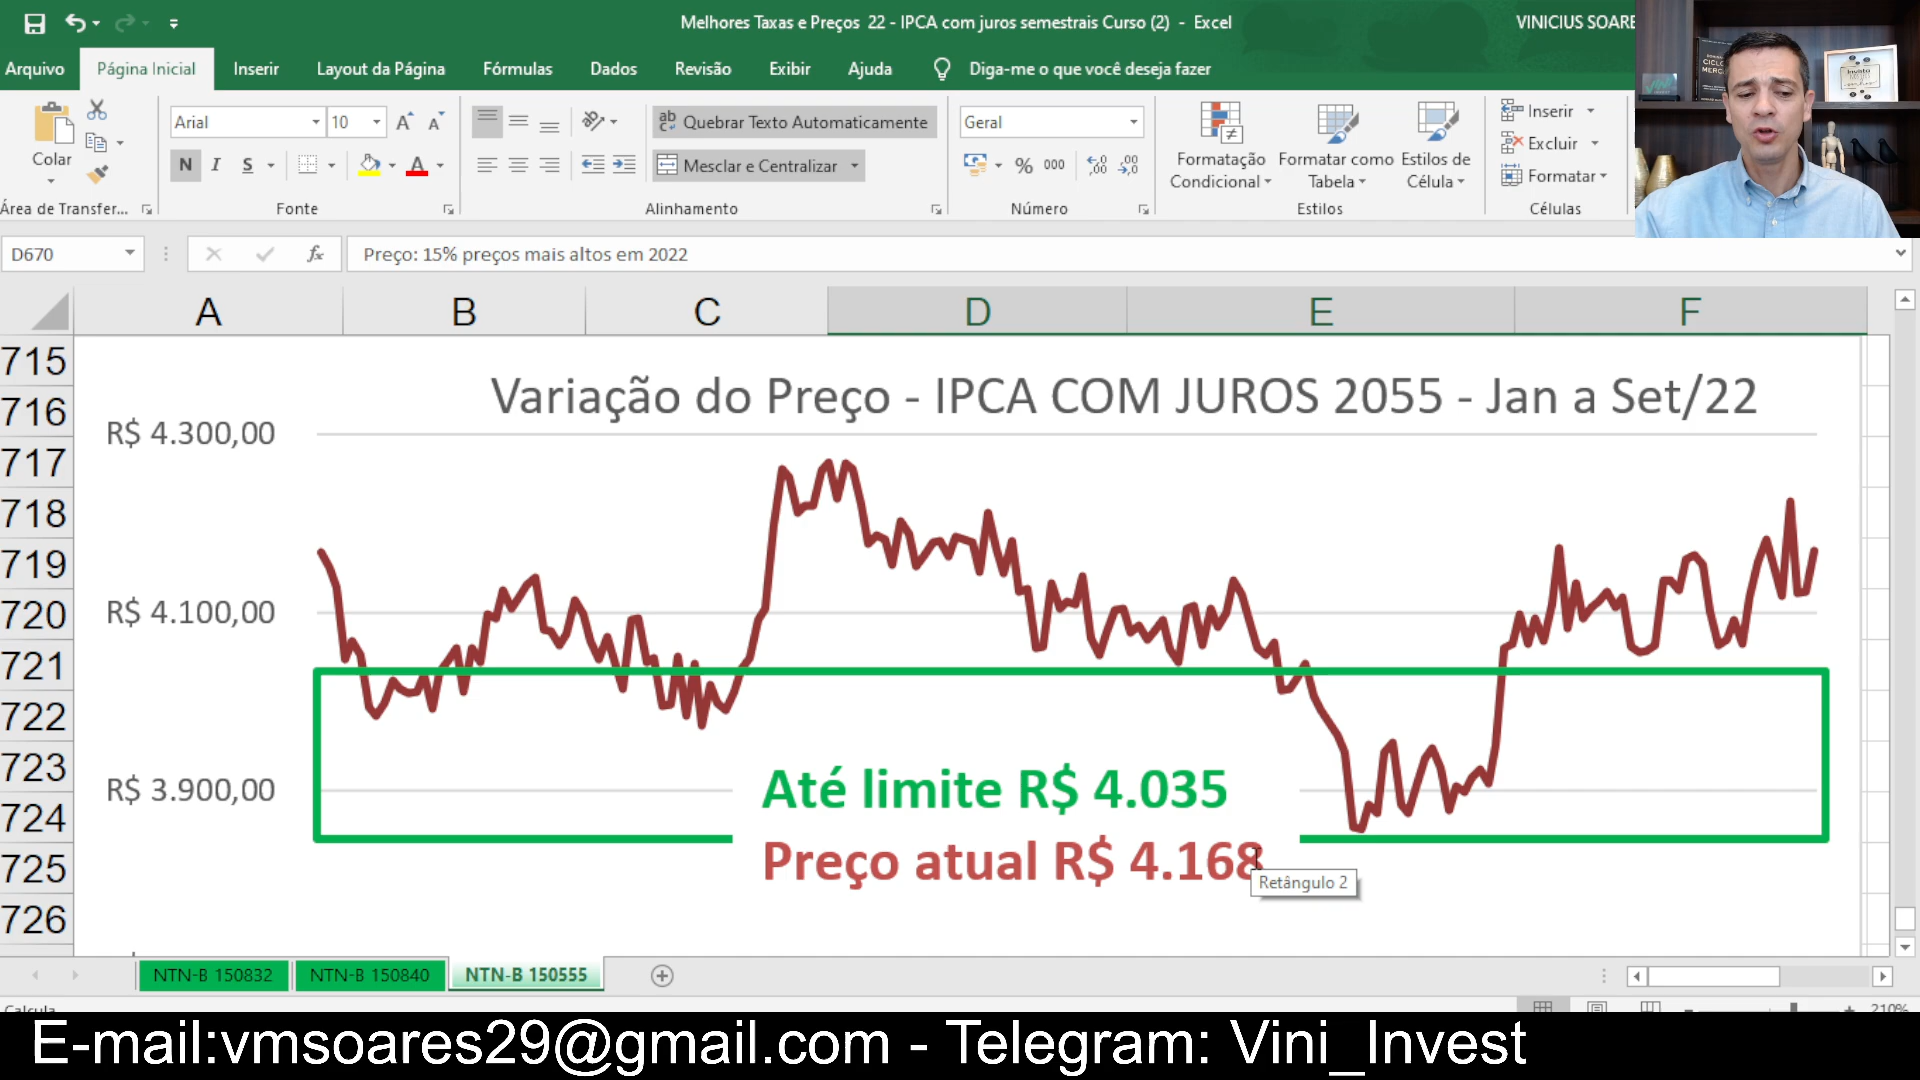 Melhores Taxas e Preços 22 - IPCA com juros semestrais Curso (2) - Excel
VINICIUS SOARE
Arquivo Página Inicial Inserir Layout da Página Fórmulas Dados Revisão Exibir Ajuda Diga-me o que você deseja fazer
Colar
Área de Transfer...
Arial 10
N I S
Fonte
Quebrar Texto Automaticamente
Mesclar e Centralizar
Alinhamento
Geral
% 000
Número
Formatação Condicional
Formatar como Tabela
Estilos de Célula
Estilos
Inserir
Excluir
Formatar
Células
D670
fx
Preço: 15% preços mais altos em 2022
A B C D E F
715
716
717
718
719
720
721
722
723
724
725
726
Variação do Preço - IPCA COM JUROS 2055 - Jan a Set/22
R$ 4.300,00
R$ 4.100,00
R$ 3.900,00
Até limite R$ 4.035
Preço atual R$ 4.168
Retângulo 2
NTN-B 150832 NTN-B 150840 NTN-B 150555
210%
E-mail:vmsoares29@gmail.com - Telegram: Vini_Invest